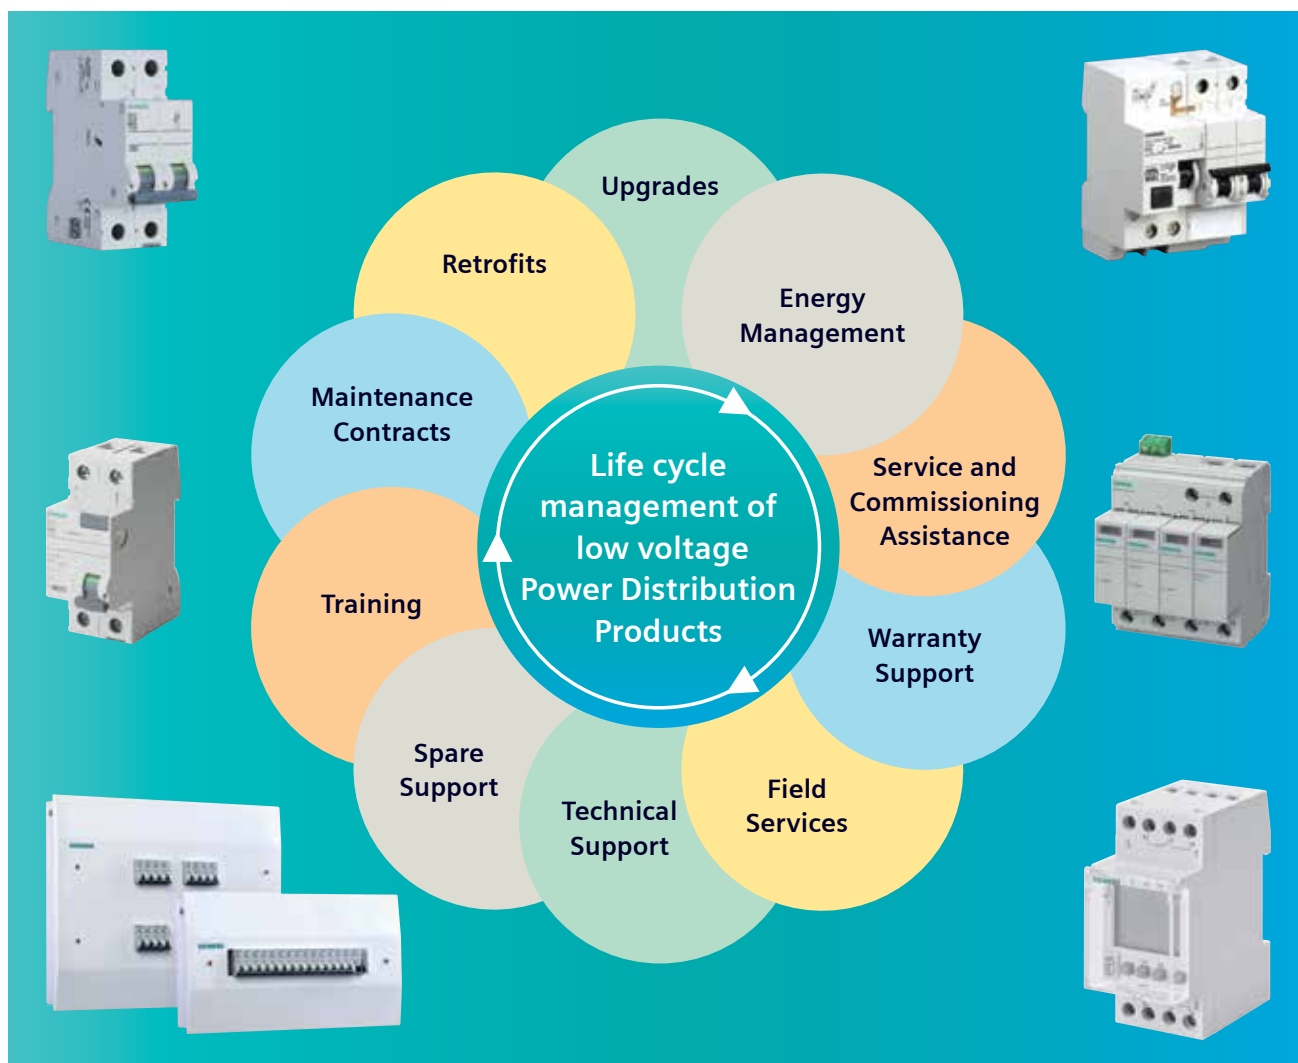 Upgrades
Retrofits
Energy
Management
Maintenance
Contracts
Life cycle
management of
low voltage
Power Distribution
Products
Service and
Commissioning
Assistance
Training
Warranty
Support
Spare
Support
Field
Services
Technical
Support